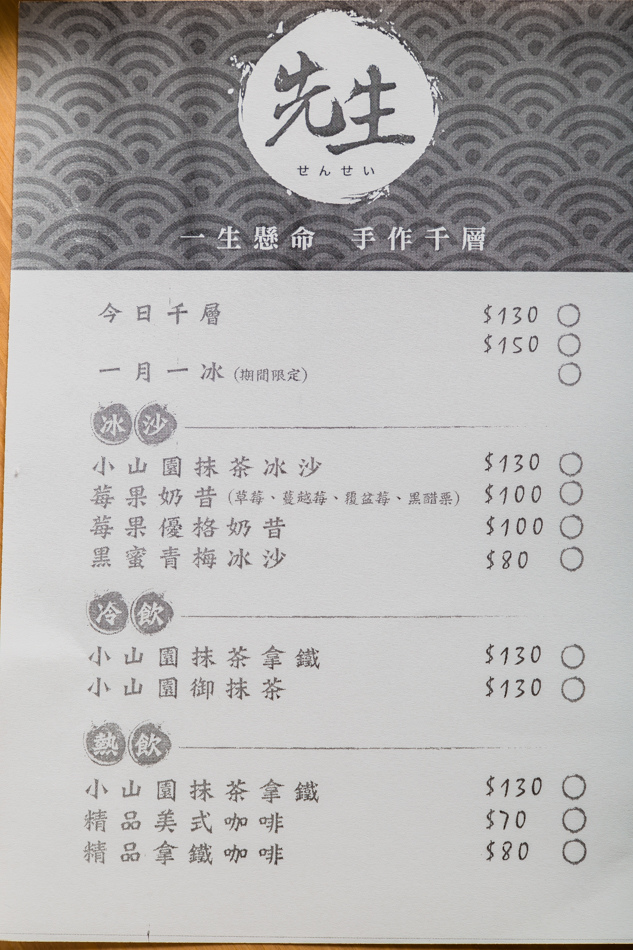 先生
せんせい
一生懸命 手作千層
今日千層 $130
$150
一月一冰 (期間限定)
冰沙
小山園抹茶冰沙 $130
莓果奶昔 (草莓、蔓越莓、覆盆莓、黑醋栗) $100
莓果優格奶昔 $100
黑蜜青梅冰沙 $80
冷飲
小山園抹茶拿鐵 $130
小山園御抹茶 $130
熱飲
小山園抹茶拿鐵 $130
精品美式咖啡 $70
精品拿鐵咖啡 $80